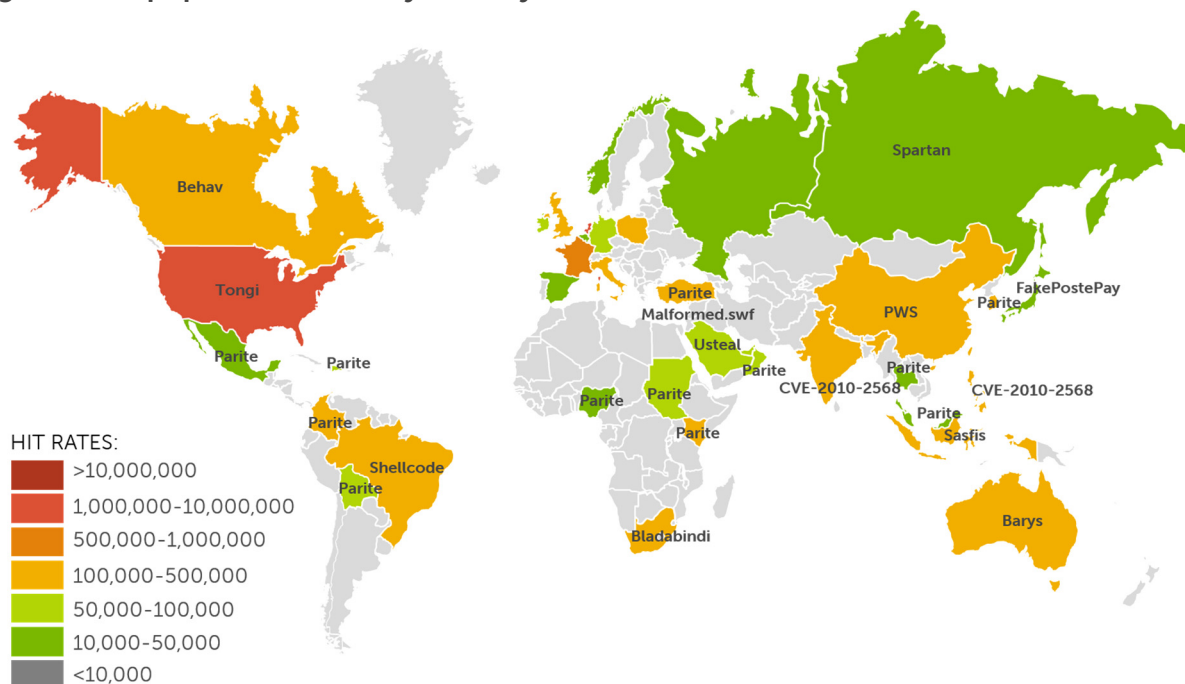 Behav
Spartan
Tongi
Parite
Malformed.swf
PWS
FakePostePay
Parite
Parite
Parite
Usteal
Parite
CVE-2010-2568
Parite
CVE-2010-2568
Parite
Parite
Parite
Sasfis
Parite
Parite
Shellcode
Parite
Bladabindi
Barys
HIT RATES:
>10,000,000
1,000,000-10,000,000
500,000-1,000,000
100,000-500,000
50,000-100,000
10,000-50,000
<10,000